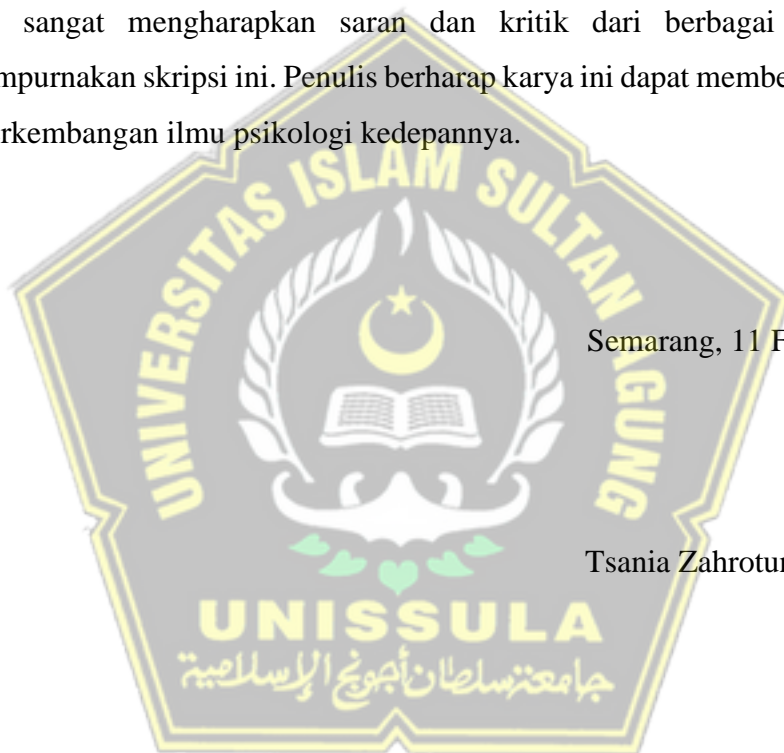 sangat mengharapkan saran dan kritik dari berbagai
mpurnakan skripsi ini. Penulis berharap karya ini dapat membe
rkembangan ilmu psikologi kedepannya.
UNIVERSITAS ISLAM SULTAN AGUNG
Semarang, 11 F
Tsania Zahrotu
UNISSULA
جامعة سلطان أجونج الإسلامية